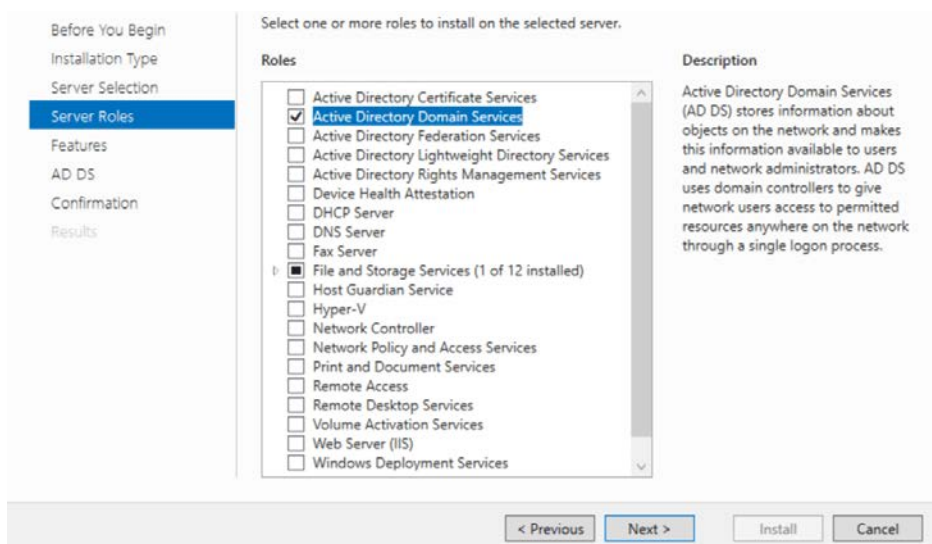 Before You Begin
Installation Type
Server Selection
Server Roles
Features
AD DS
Confirmation
Results
Select one or more roles to install on the selected server.
Roles
Active Directory Certificate Services
Active Directory Domain Services
Active Directory Federation Services
Active Directory Lightweight Directory Services
Active Directory Rights Management Services
Device Health Attestation
DHCP Server
DNS Server
Fax Server
File and Storage Services (1 of 12 installed)
Host Guardian Service
Hyper-V
Network Controller
Network Policy and Access Services
Print and Document Services
Remote Access
Remote Desktop Services
Volume Activation Services
Web Server (IIS)
Windows Deployment Services
Description
Active Directory Domain Services
(AD DS) stores information about
objects on the network and makes
this information available to users
and network administrators. AD DS
uses domain controllers to give
network users access to permitted
resources anywhere on the network
through a single logon process.
< Previous
Next >
Install
Cancel